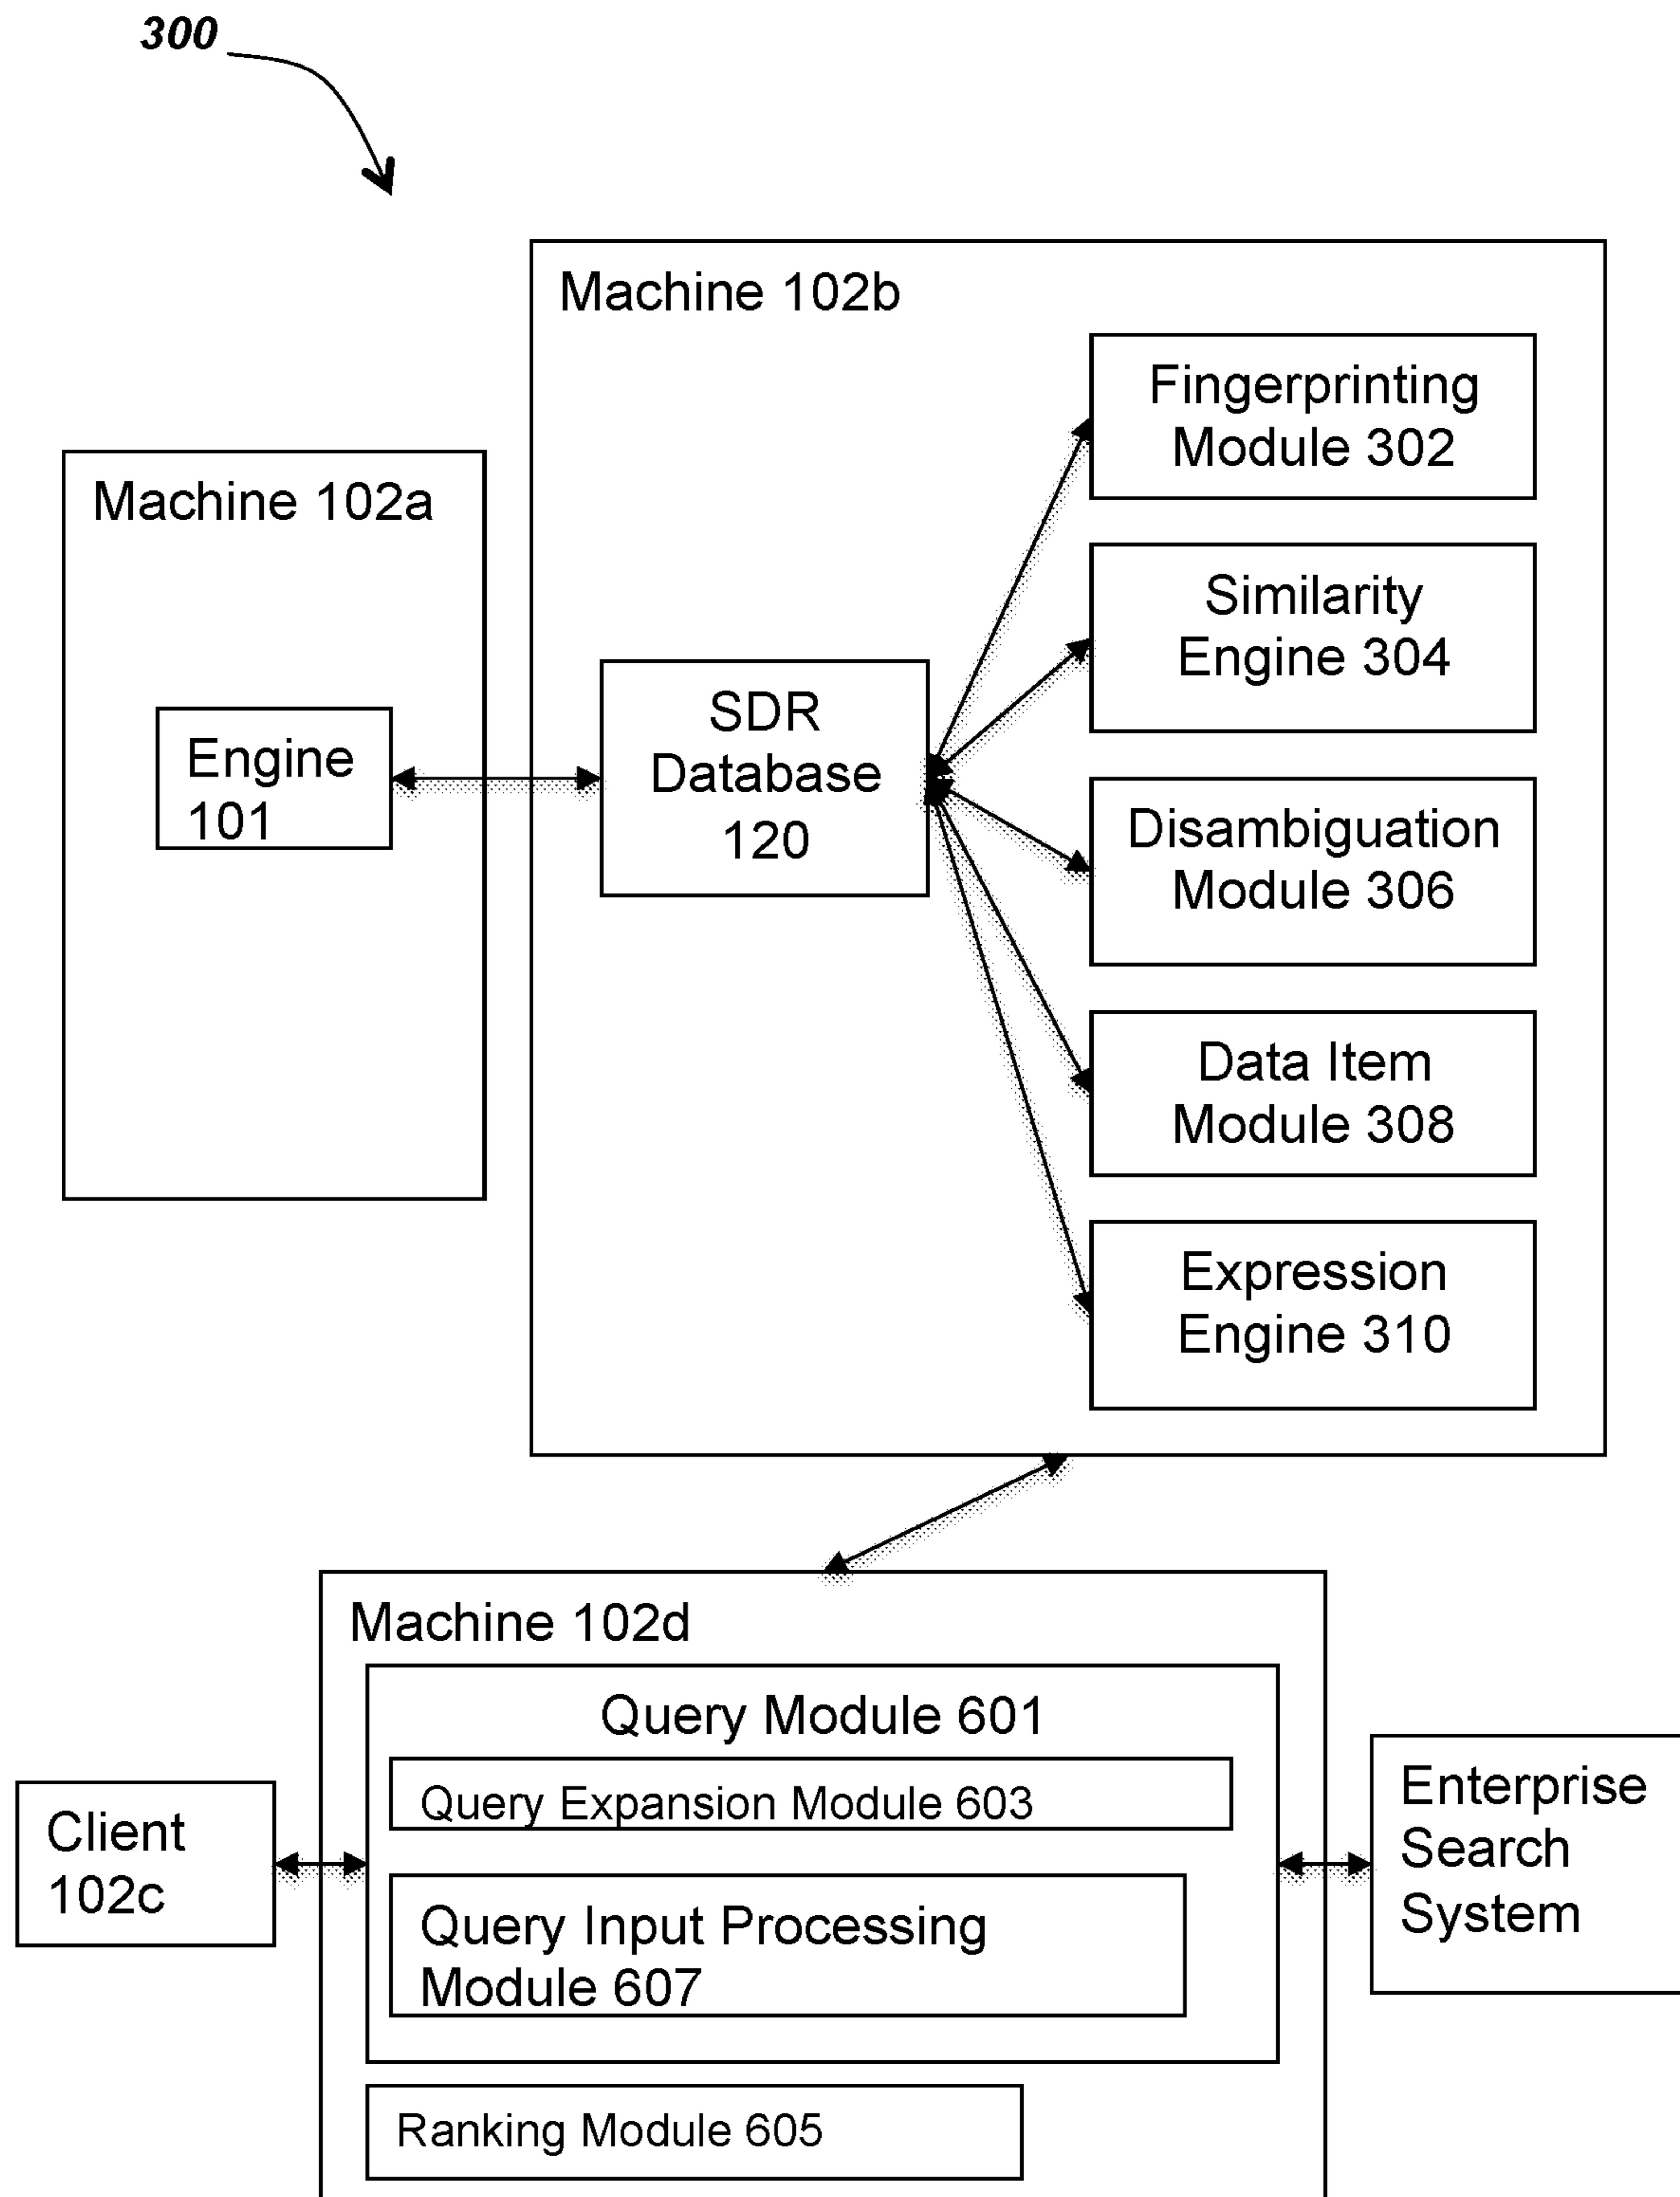 300
Machine 102b
Fingerprinting
Module 302
Machine 102a
Similarity
Engine 304
SDR
Database
120
Engine
101
Disambiguation
Module 306
Data Item
Module 308
Expression
Engine 310
Machine 102d
Query Module 601
Query Expansion Module 603
Client
102c
Enterprise
Search
System
Query Input Processing
Module 607
Ranking Module 605